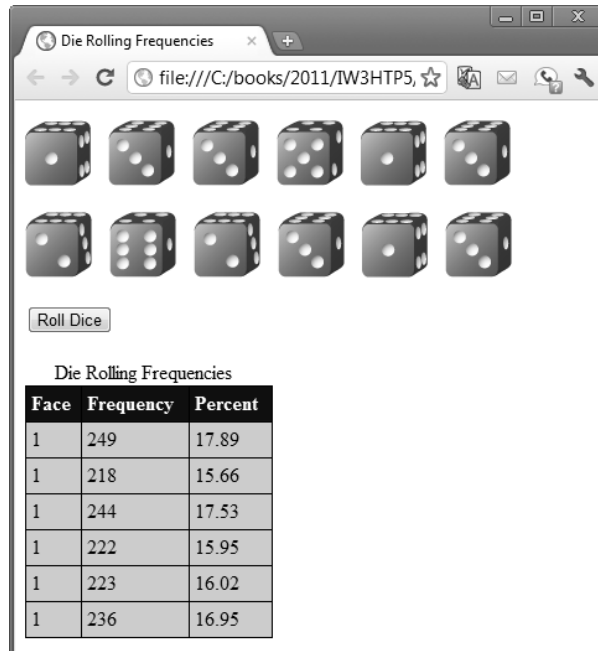 Die Rolling Frequencies
file:///C:/books/2011/IW3HTP5,
Roll Dice
Die Rolling Frequencies
Face Frequency Percent
1 249 17.89
1 218 15.66
1 244 17.53
1 222 15.95
1 223 16.02
1 236 16.95